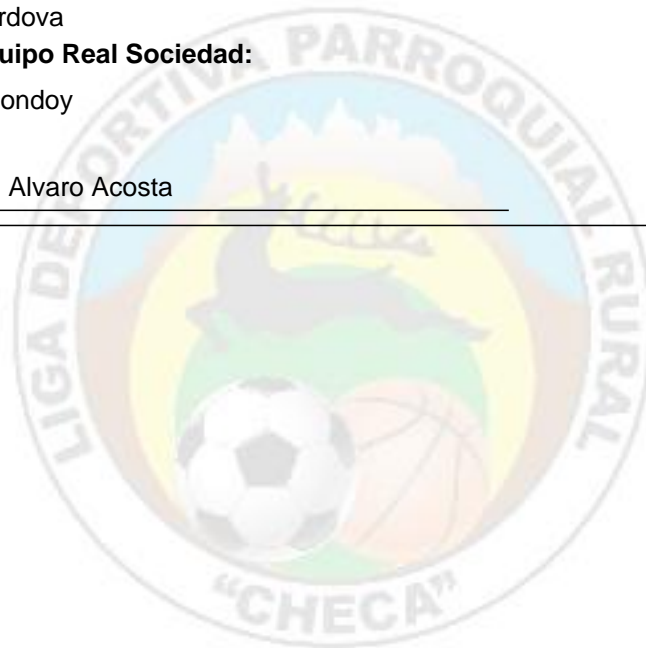 rdova
uipo Real Sociedad:
ondoy
Alvaro Acosta
LIGA DEPORTIVA PARROQUIAL RURAL
"CHECA"